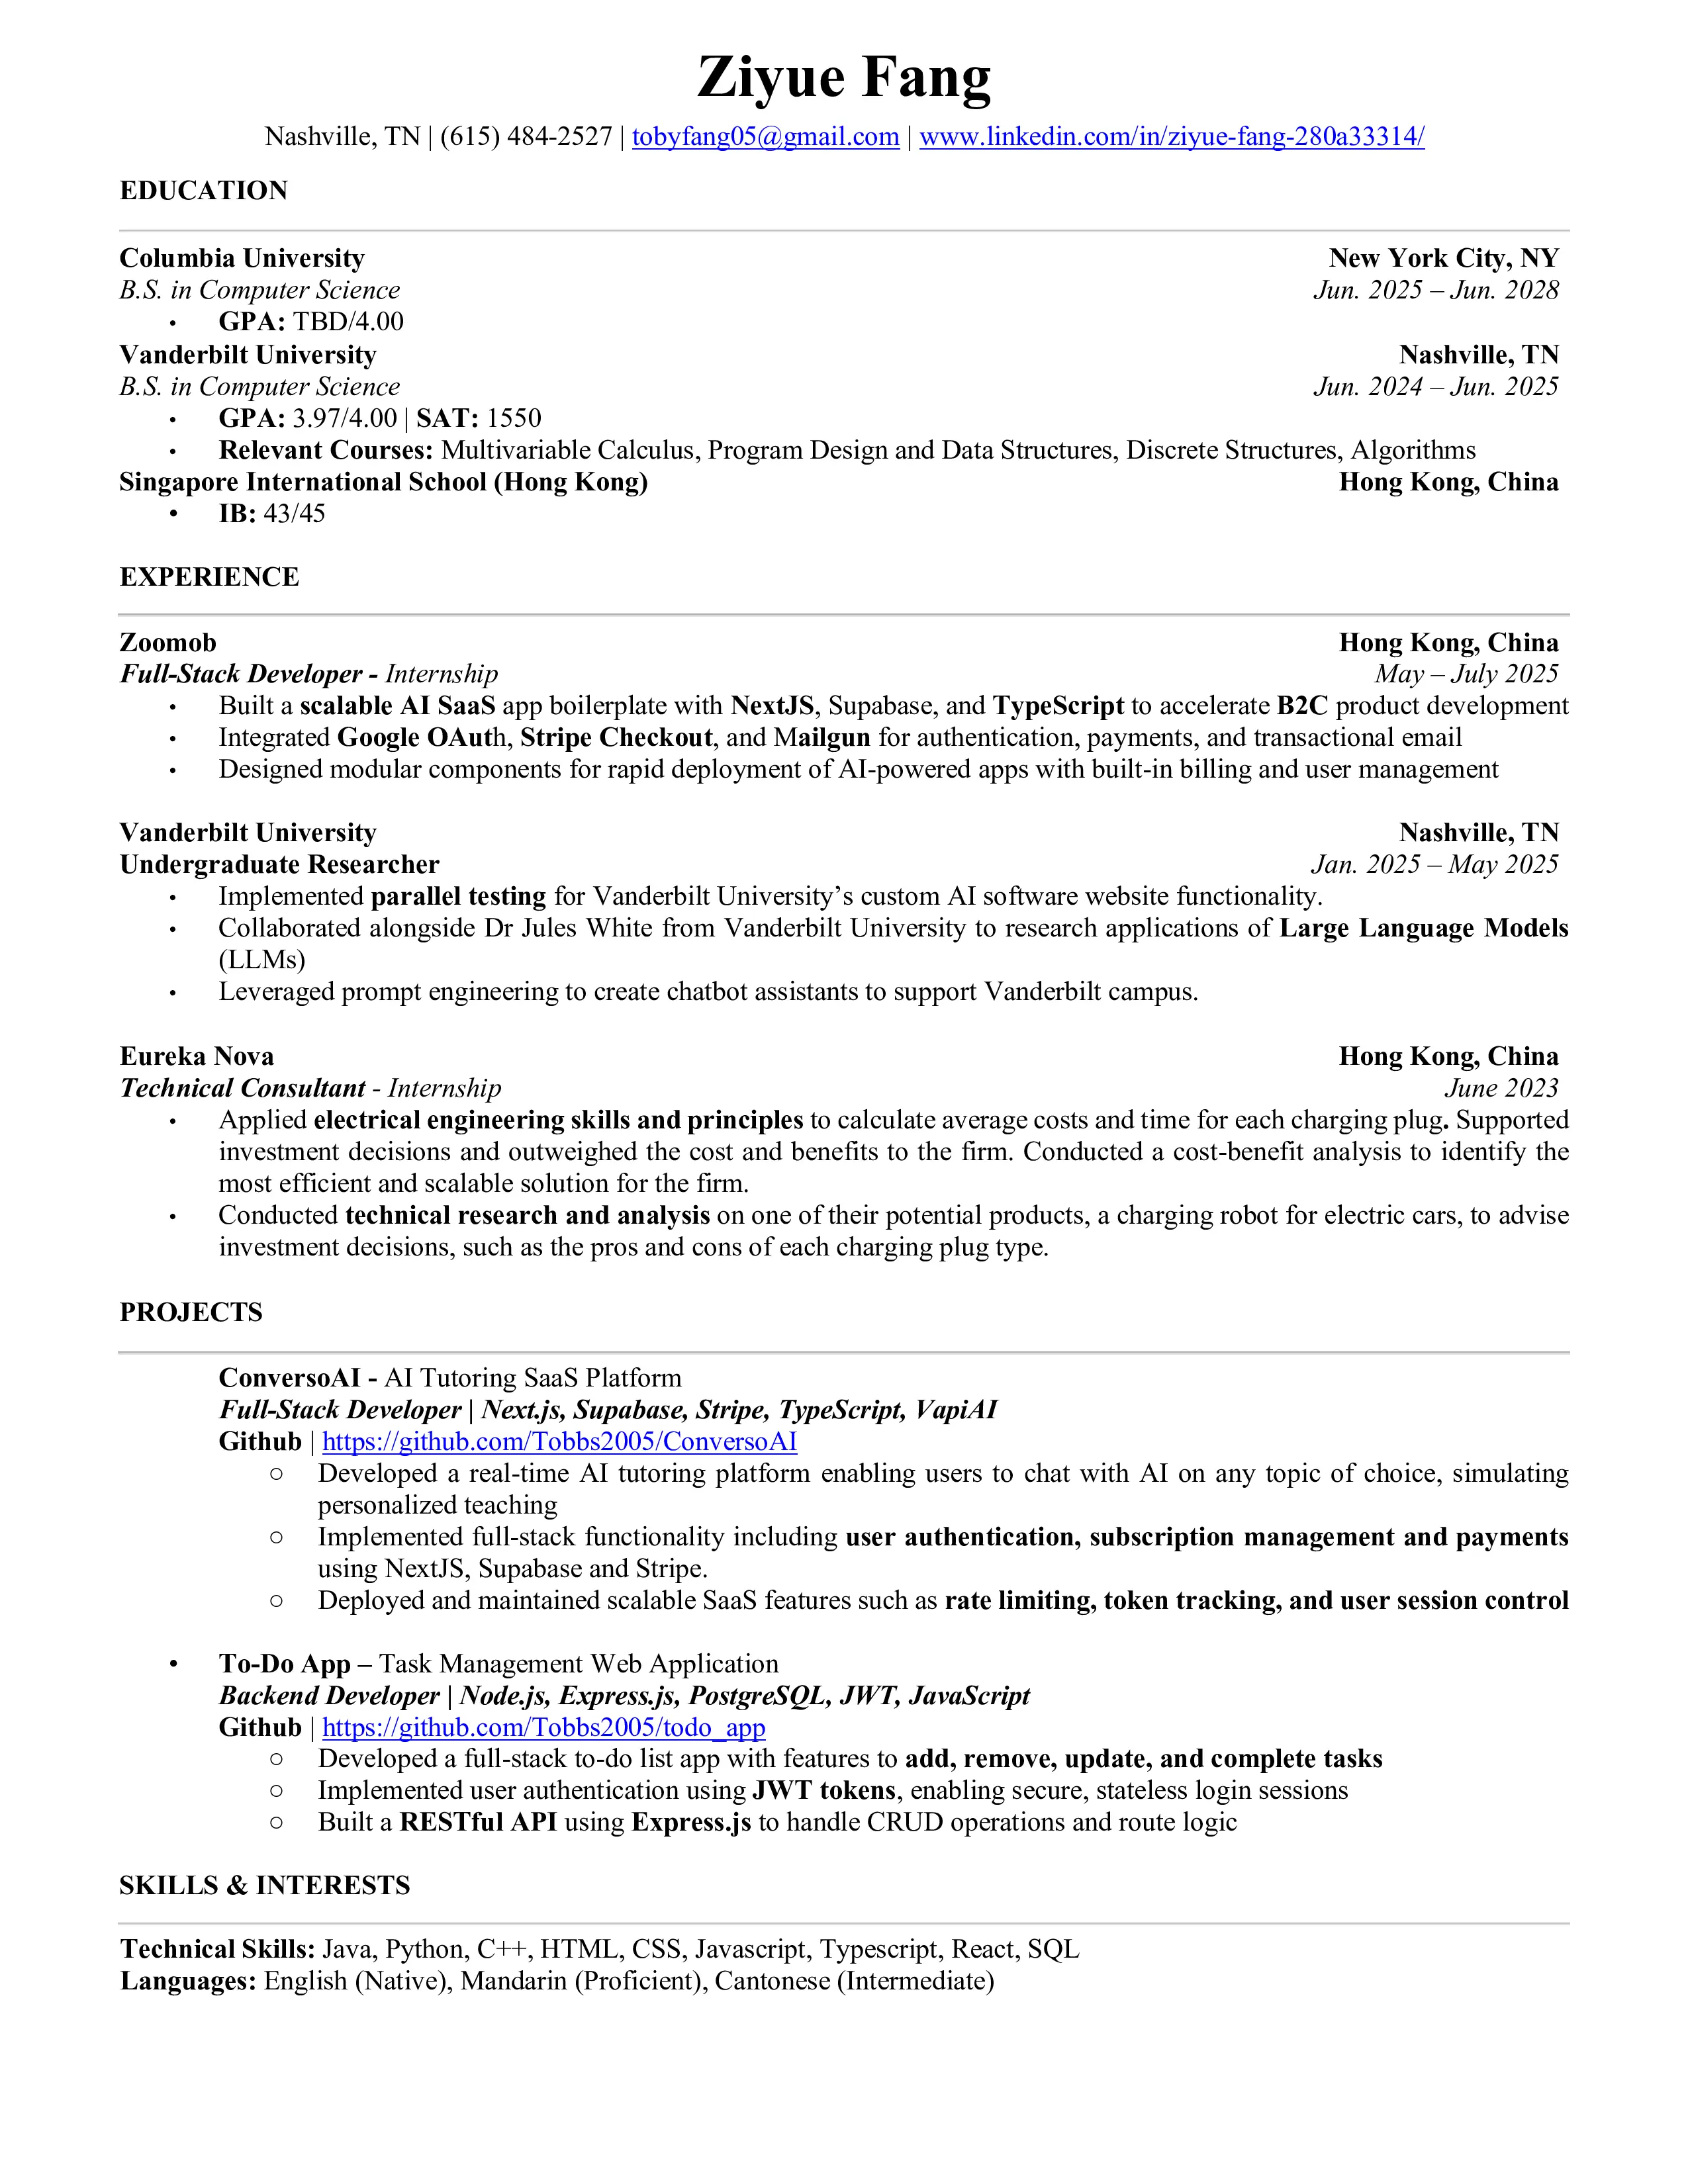 Ziyue Fang
Nashville, TN | (615) 484-2527 | tobyfang05@gmail.com | www.linkedin.com/in/ziyue-fang-280a33314/
EDUCATION
Columbia University New York City, NY
B.S. in Computer Science Jun. 2025 – Jun. 2028
• GPA: TBD/4.00
Vanderbilt University Nashville, TN
B.S. in Computer Science Jun. 2024 – Jun. 2025
• GPA: 3.97/4.00 | SAT: 1550
• Relevant Courses: Multivariable Calculus, Program Design and Data Structures, Discrete Structures, Algorithms
Singapore International School (Hong Kong) Hong Kong, China
• IB: 43/45
EXPERIENCE
Zoomob Hong Kong, China
Full-Stack Developer - Internship May – July 2025
• Built a scalable AI SaaS app boilerplate with NextJS, Supabase, and TypeScript to accelerate B2C product development
• Integrated Google OAuth, Stripe Checkout, and Mailgun for authentication, payments, and transactional email
• Designed modular components for rapid deployment of AI-powered apps with built-in billing and user management
Vanderbilt University Nashville, TN
Undergraduate Researcher Jan. 2025 – May 2025
• Implemented parallel testing for Vanderbilt University’s custom AI software website functionality.
• Collaborated alongside Dr Jules White from Vanderbilt University to research applications of Large Language Models
(LLMs)
• Leveraged prompt engineering to create chatbot assistants to support Vanderbilt campus.
Eureka Nova Hong Kong, China
Technical Consultant - Internship June 2023
• Applied electrical engineering skills and principles to calculate average costs and time for each charging plug. Supported
investment decisions and outweighed the cost and benefits to the firm. Conducted a cost-benefit analysis to identify the
most efficient and scalable solution for the firm.
• Conducted technical research and analysis on one of their potential products, a charging robot for electric cars, to advise
investment decisions, such as the pros and cons of each charging plug type.
PROJECTS
ConversoAI - AI Tutoring SaaS Platform
Full-Stack Developer | Next.js, Supabase, Stripe, TypeScript, VapiAI
Github | https://github.com/Tobbs2005/ConversoAI
○ Developed a real-time AI tutoring platform enabling users to chat with AI on any topic of choice, simulating
personalized teaching
○ Implemented full-stack functionality including user authentication, subscription management and payments
using NextJS, Supabase and Stripe.
○ Deployed and maintained scalable SaaS features such as rate limiting, token tracking, and user session control
• To-Do App – Task Management Web Application
Backend Developer | Node.js, Express.js, PostgreSQL, JWT, JavaScript
Github | https://github.com/Tobbs2005/todo_app
○ Developed a full-stack to-do list app with features to add, remove, update, and complete tasks
○ Implemented user authentication using JWT tokens, enabling secure, stateless login sessions
○ Built a RESTful API using Express.js to handle CRUD operations and route logic
SKILLS & INTERESTS
Technical Skills: Java, Python, C++, HTML, CSS, Javascript, Typescript, React, SQL
Languages: English (Native), Mandarin (Proficient), Cantonese (Intermediate)